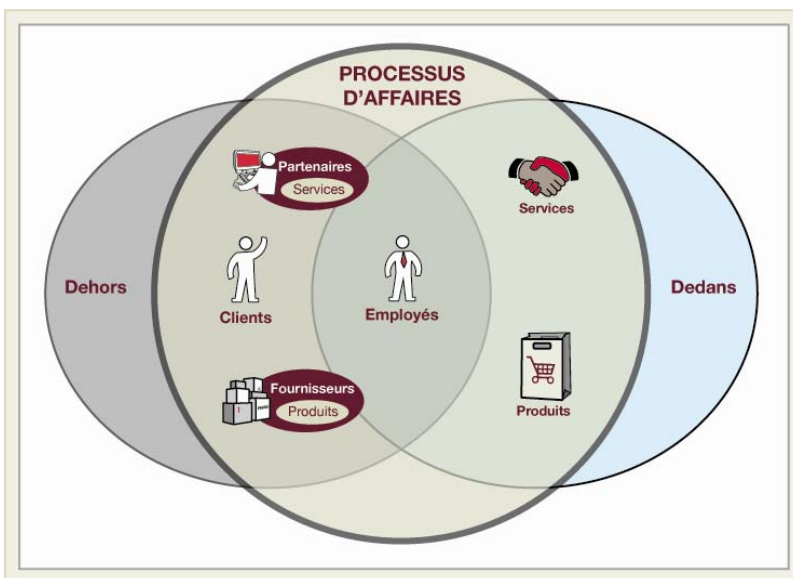 PROCESSUS
D'AFFAIRES
Partenaires
Services
Services
Dehors
Clients
Employés
Dedans
Fournisseurs
Produits
Produits